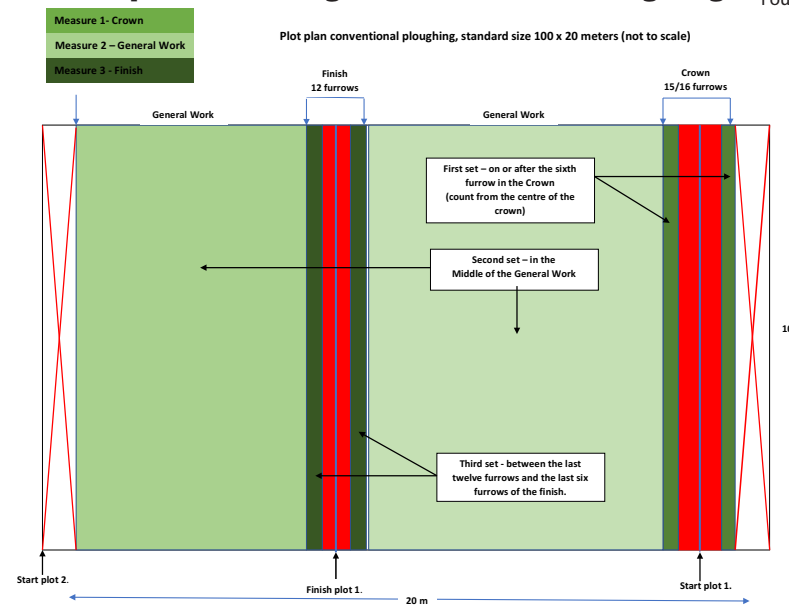 Measure 1- Crown
Measure 2 – General Work
Measure 3 - Finish
Plot plan conventional ploughing, standard size 100 x 20 meters (not to scale)
Finish
12 furrows
Crown
15/16 furrows
General Work
General Work
First set – on or after the sixth
furrow in the Crown
(count from the centre of the
crown)
Second set – in the
Middle of the General Work
Third set - between the last
twelve furrows and the last six
furrows of the finish.
Start plot 2.
Finish plot 1.
Start plot 1.
20 m